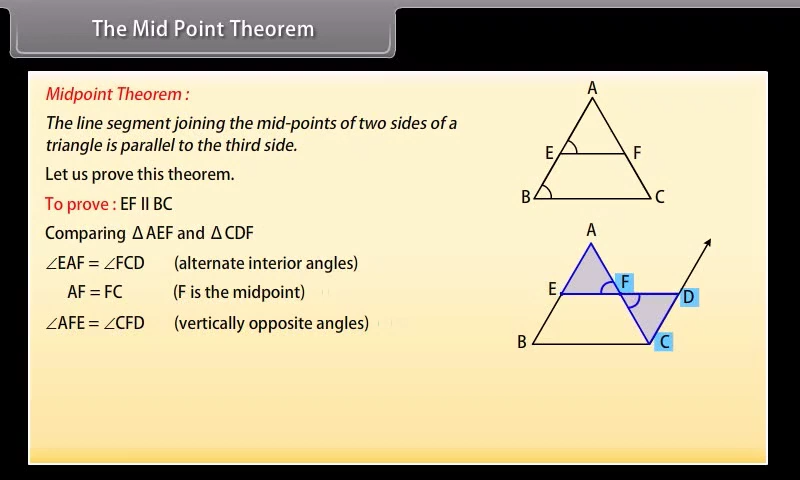 The Mid Point Theorem
Midpoint Theorem :
The line segment joining the mid-points of two sides of a
triangle is parallel to the third side.
Let us prove this theorem.
To prove : EF II BC
Comparing Δ AEF and Δ CDF
∠EAF = ∠FCD (alternate interior angles)
AF = FC (F is the midpoint)
∠AFE = ∠CFD (vertically opposite angles)
A
E F
B C
A
E F D
B C